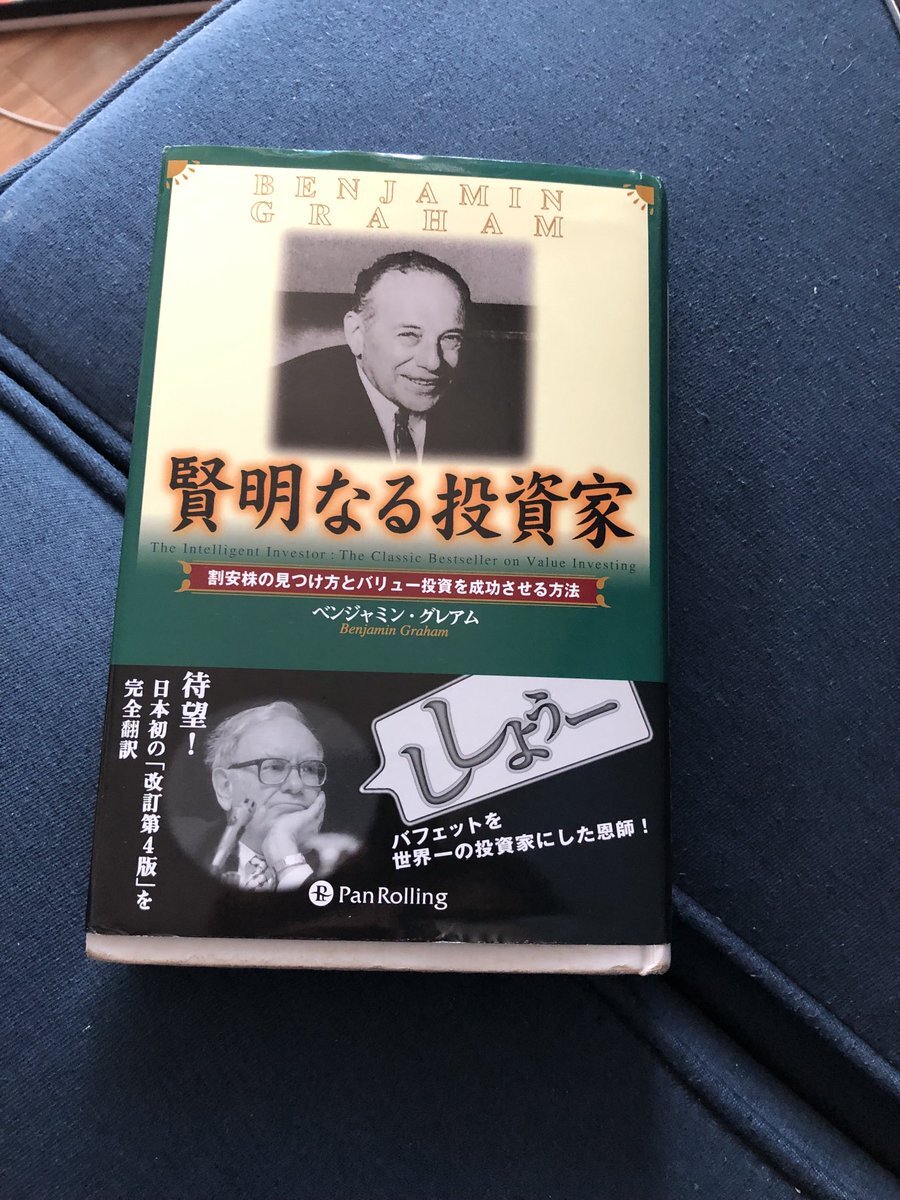 BENJAMIN
GRAHAM
賢明なる投資家
The Intelligent Investor : The Classic Bestseller on Value Investing
割安株の見つけ方とバリュー投資を成功させる方法
ベンジャミン・グレアム
Benjamin Graham
待望！
日本初の「改訂第4版」を
完全翻訳
ししょうー
バフェットを
世界一の投資家にした恩師！
PanRolling